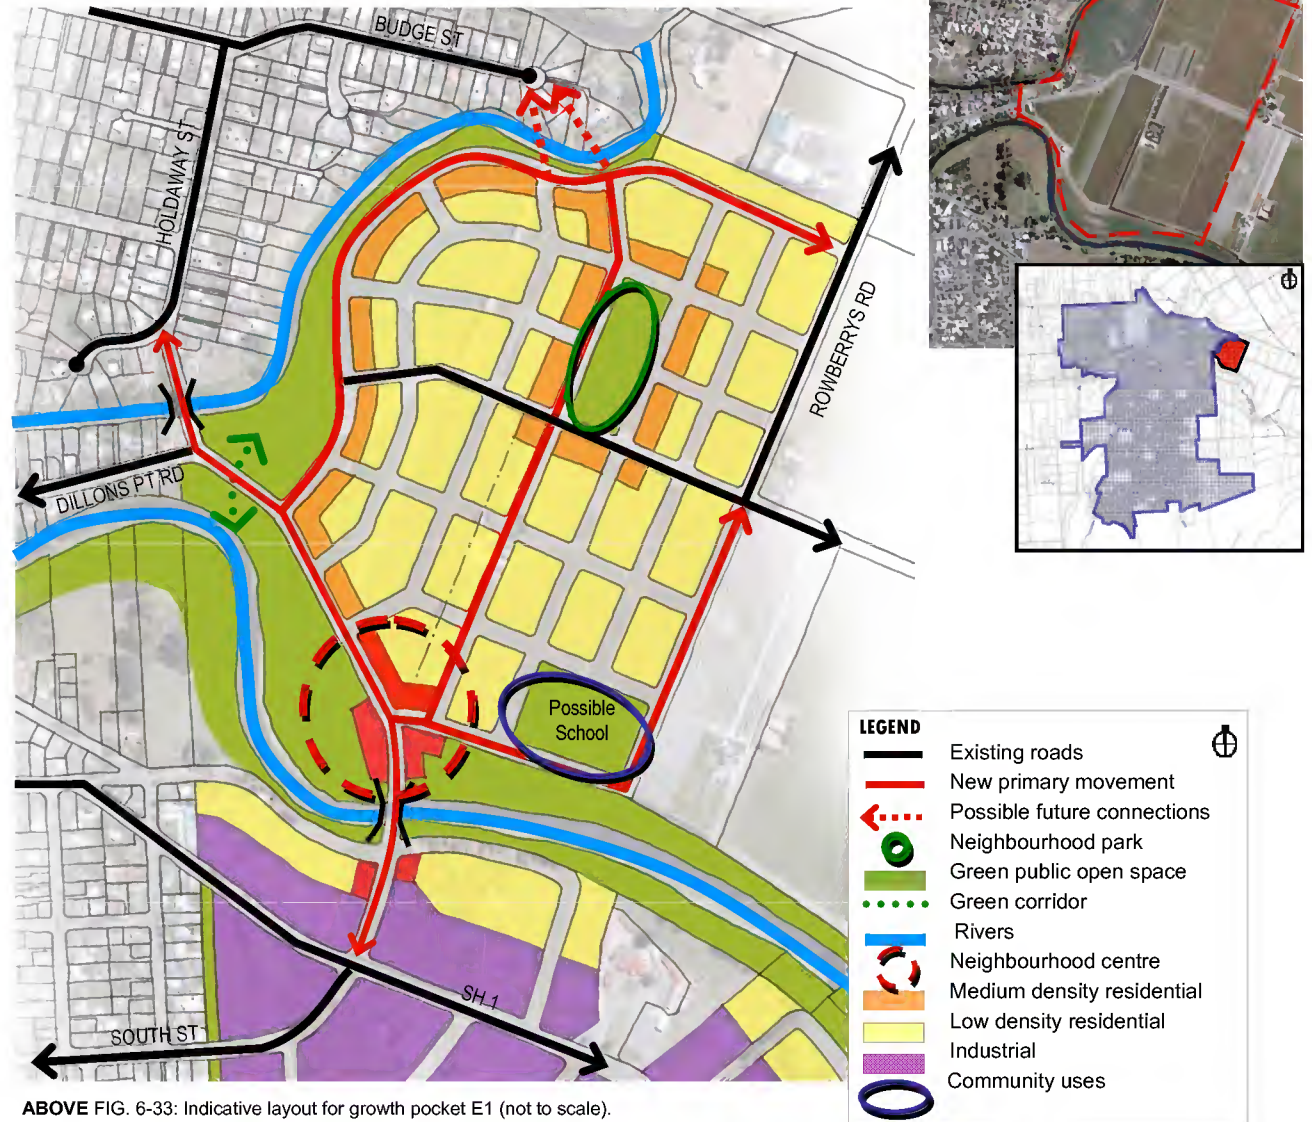 BUDGE ST
HOLDAWAY ST
ROWBERRYS RD
DILLONS PT RD
Possible
School
SH 1
SOUTH ST
LEGEND
Existing roads
New primary movement
Possible future connections
Neighbourhood park
Green public open space
Green corridor
Rivers
Neighbourhood centre
Medium density residential
Low density residential
Industrial
Community uses
ABOVE FIG. 6-33: Indicative layout for growth pocket E1 (not to scale).